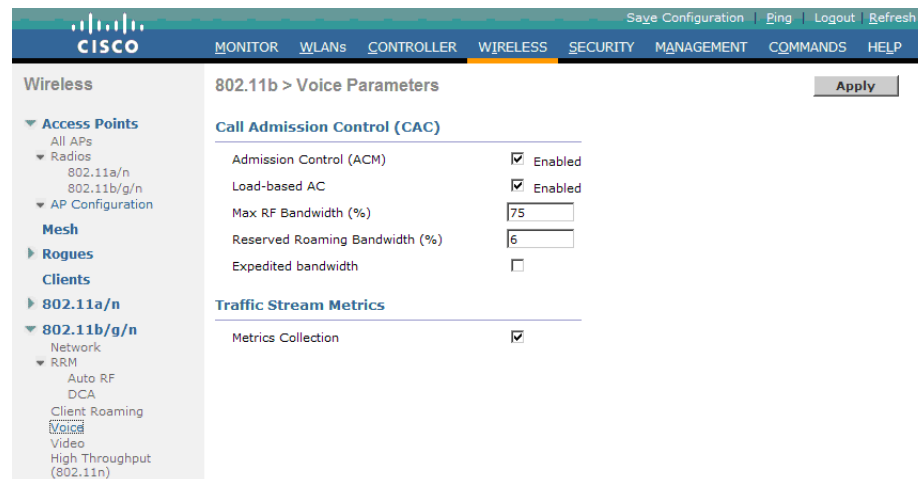 Save Configuration | Ping | Logout | Refresh
CISCO
MONITOR WLANs CONTROLLER WIRELESS SECURITY MANAGEMENT COMMANDS HELP
Wireless
Access Points
All APs
Radios
802.11a/n
802.11b/g/n
AP Configuration
Mesh
Rogues
Clients
802.11a/n
802.11b/g/n
Network
RRM
Auto RF
DCA
Client Roaming
Voice
Video
High Throughput
(802.11n)
802.11b > Voice Parameters
Apply
Call Admission Control (CAC)
Admission Control (ACM) Enabled
Load-based AC Enabled
Max RF Bandwidth (%) 75
Reserved Roaming Bandwidth (%) 6
Expedited bandwidth
Traffic Stream Metrics
Metrics Collection